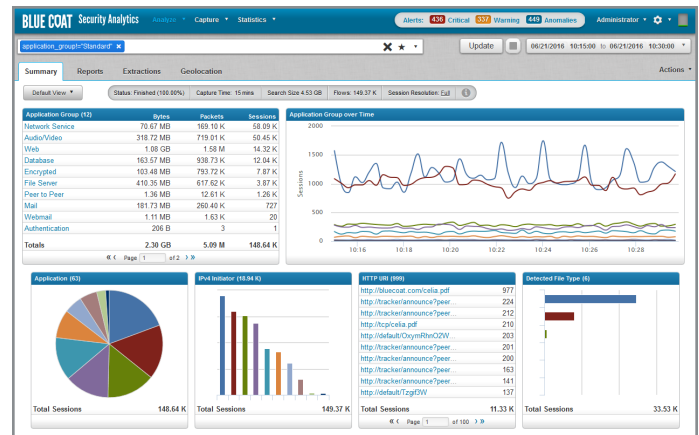 BLUE COAT Security Analytics Analyze Capture Statistics Alerts: 436 Critical 337 Warning 449 Anomalies Administrator
application_group!="Standard" Update 06/21/2016 10:15:00 to 06/21/2016 10:30:00
Summary Reports Extractions Geolocation Actions
Default View Status: Finished (100.00%) Capture Time: 15 mins Search Size 4.53 GB Flows: 149.37 K Session Resolution: Full
Application Group (12) Bytes Packets Sessions
Network Service 70.67 MB 169.10 K 58.09 K
Audio/Video 318.72 MB 719.01 K 50.45 K
Web 1.08 GB 1.58 M 14.32 K
Database 163.57 MB 938.73 K 12.04 K
Encrypted 103.48 MB 793.72 K 7.87 K
File Server 410.35 MB 617.62 K 3.87 K
Peer to Peer 1.36 MB 12.61 K 1.26 K
Mail 181.73 MB 260.40 K 727
Webmail 1.11 MB 1.63 K 20
Authentication 206 B 3 1
Totals 2.30 GB 5.09 M 148.64 K
Page 1 of 2
Application Group over Time
2000
1500
1000
500
0
Sessions
10:16 10:18 10:20 10:22 10:24 10:26 10:28
Application (63)
Total Sessions 148.64 K
IPv4 Initiator (18.94 K)
Total Sessions 149.37 K
HTTP URI (999)
http://bluecoat.com/celia.pdf 977
http://tracker/announce?peer... 224
http://tracker/announce?peer... 212
http://tcp/celia.pdf 210
http://default/OxymRhnO2W... 203
http://tracker/announce?peer... 201
http://tracker/announce?peer... 200
http://tracker/announce?peer... 163
http://tracker/announce?peer... 141
http://default/Tzgif3W 137
Total Sessions 11.33 K
Page 1 of 100
Detected File Type (6)
Total Sessions 33.53 K